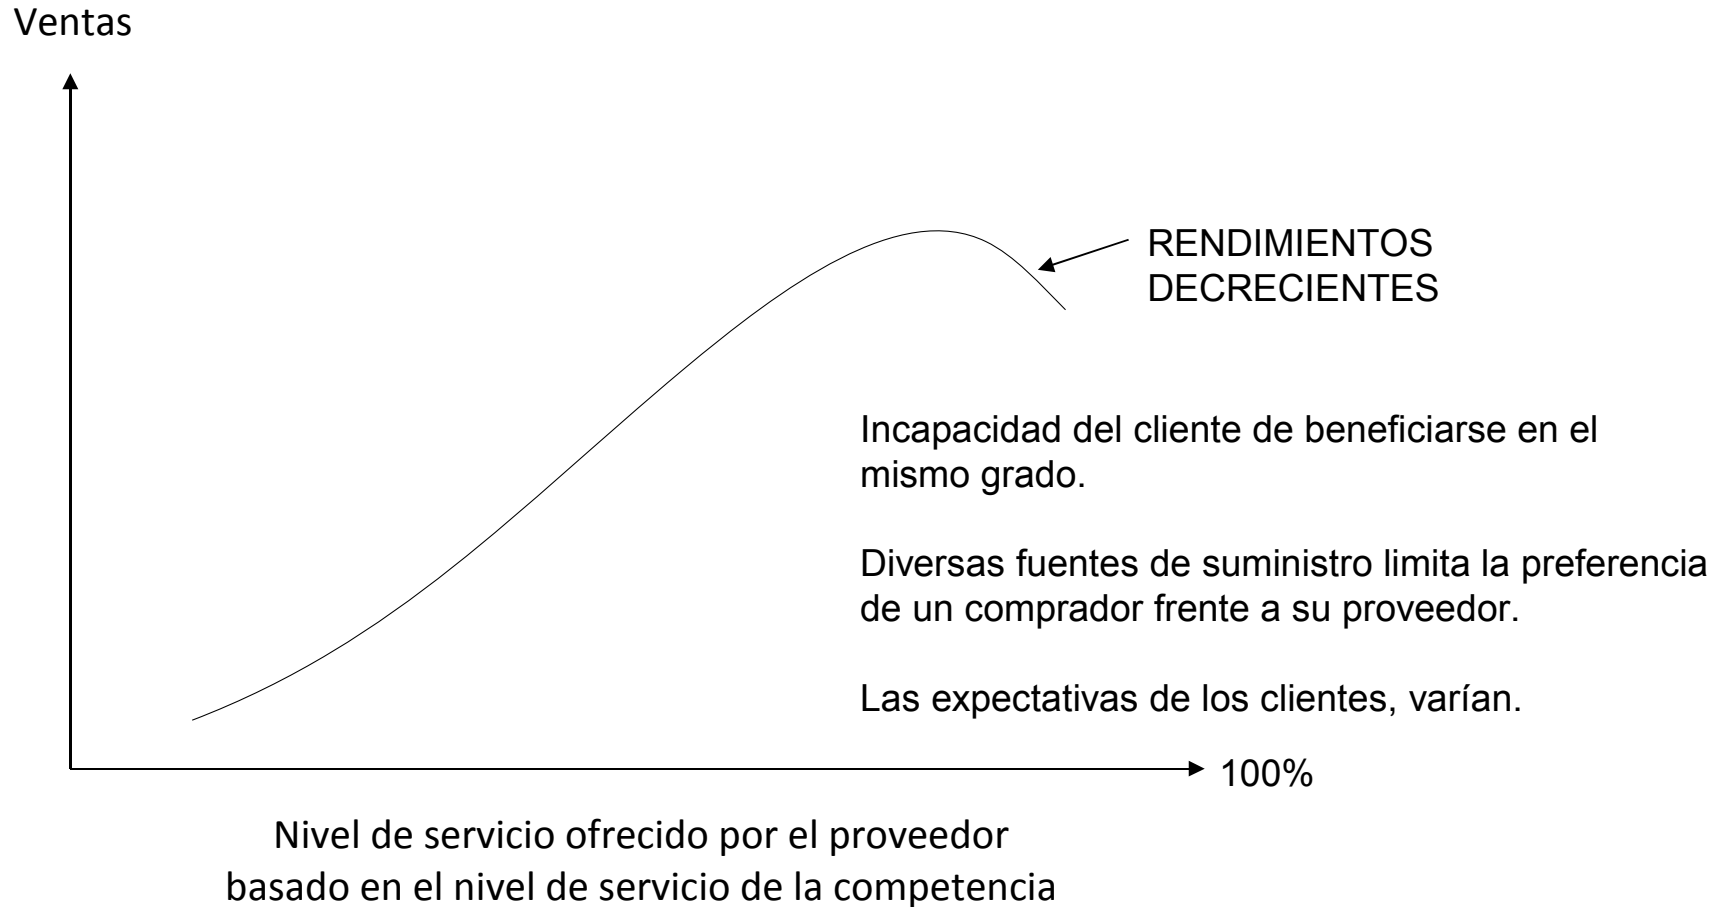 Ventas
RENDIMIENTOS
DECRECIENTES
Incapacidad del cliente de beneficiarse en el
mismo grado.
Diversas fuentes de suministro limita la preferencia
de un comprador frente a su proveedor.
Las expectativas de los clientes, varían.
100%
Nivel de servicio ofrecido por el proveedor
basado en el nivel de servicio de la competencia